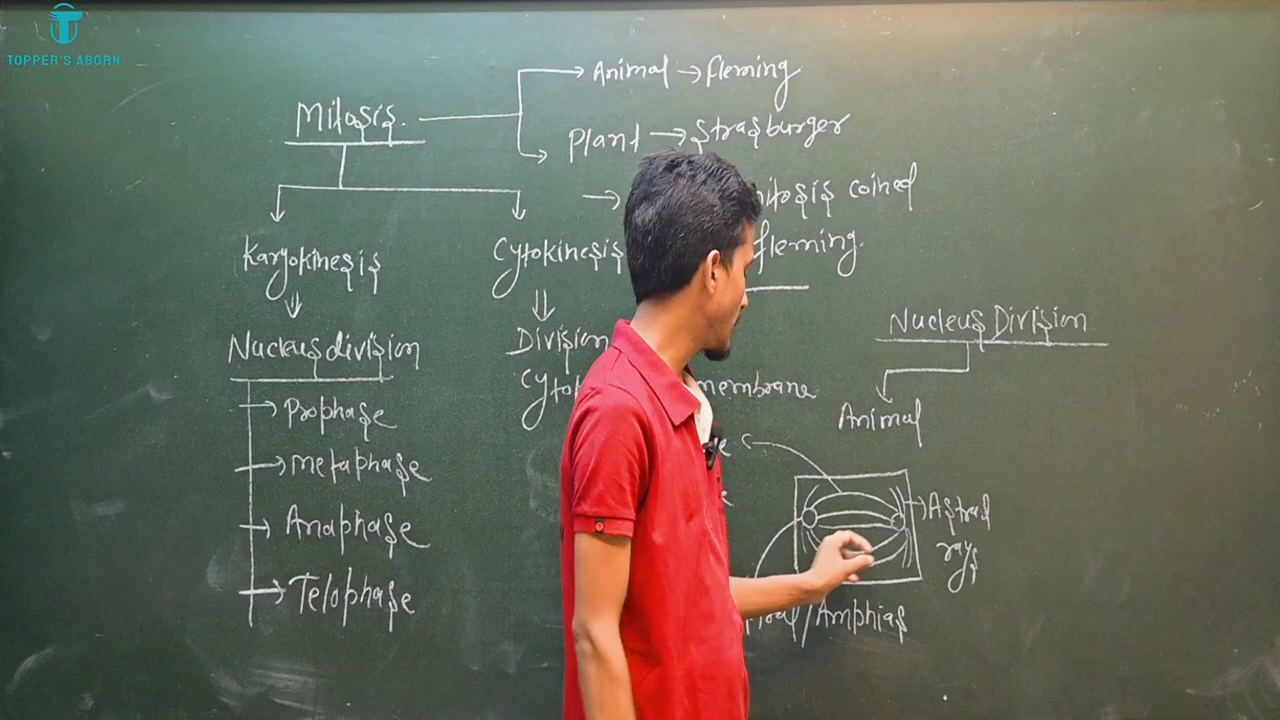 TOPPER'S ABORN
Mitosis
Animal → fleming
Plant → strasburger
→ mitosis coined
fleming
Karyokinesis
Cytokinesis
Nucleus division
Division
membrane
Prophase
Metaphase
Anaphase
Telophase
Nucleus Division
Animal
Astral
rays
/Amphias